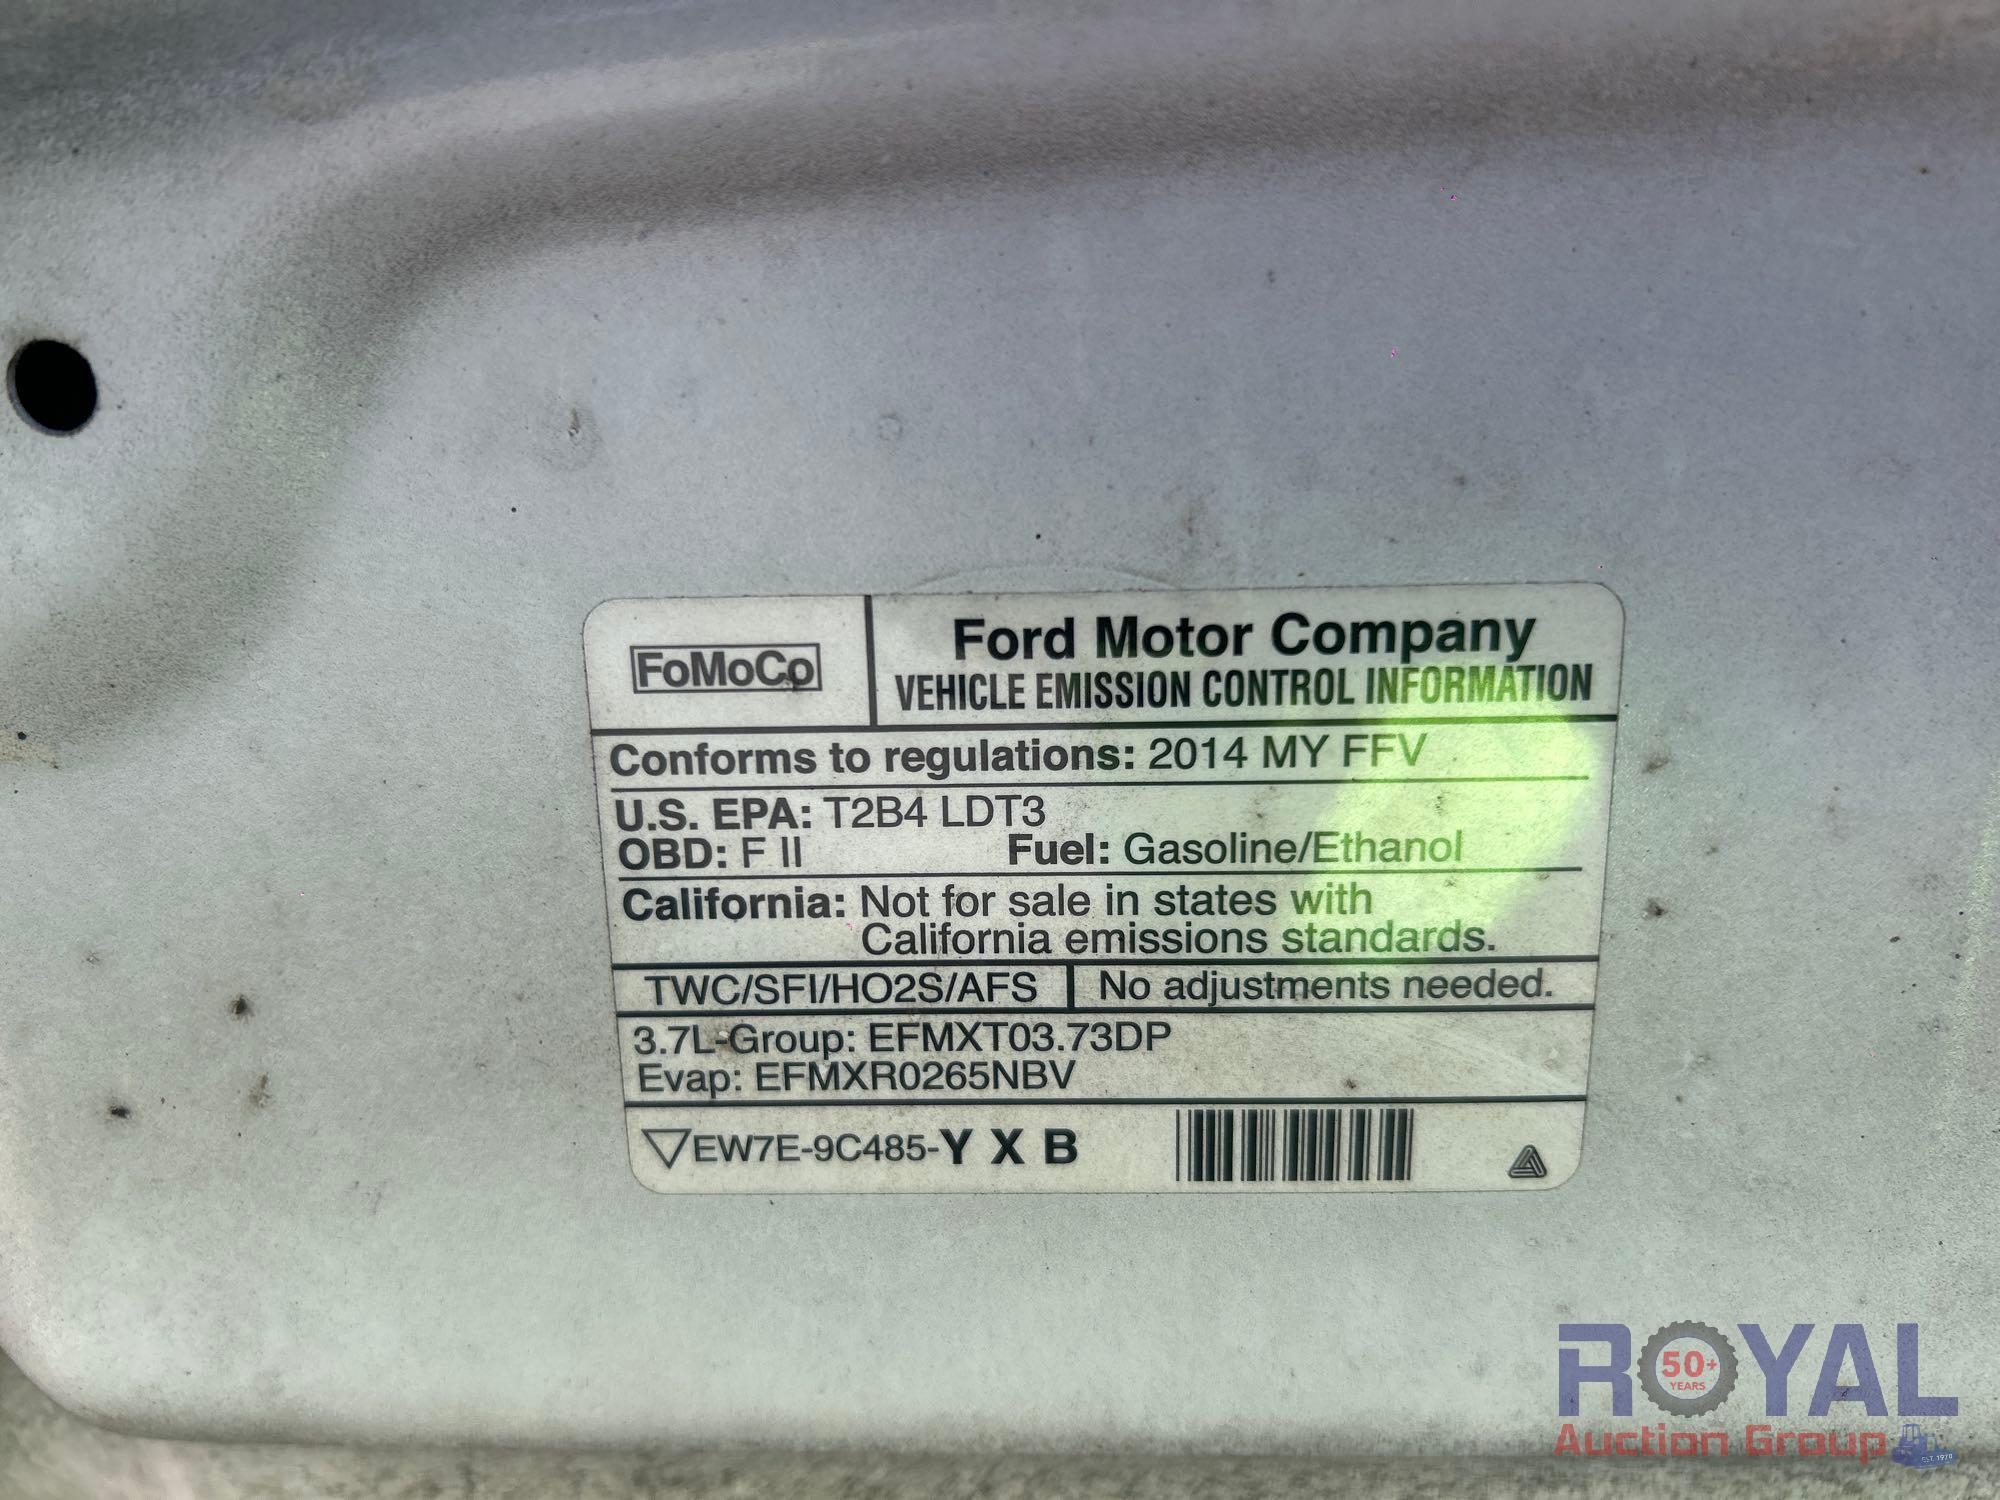 FoMoCo
Ford Motor Company
VEHICLE EMISSION CONTROL INFORMATION
Conforms to regulations: 2014 MY FFV
U.S. EPA: T2B4 LDT3
OBD: F II Fuel: Gasoline/Ethanol
California: Not for sale in states with
California emissions standards.
TWC/SFI/HO2S/AFS No adjustments needed.
3.7L-Group: EFMXT03.73DP
Evap: EFMXR0265NBV
EW7E-9C485-Y X B
ROYAL
50+
YEARS
Auction Group
EST. 1970